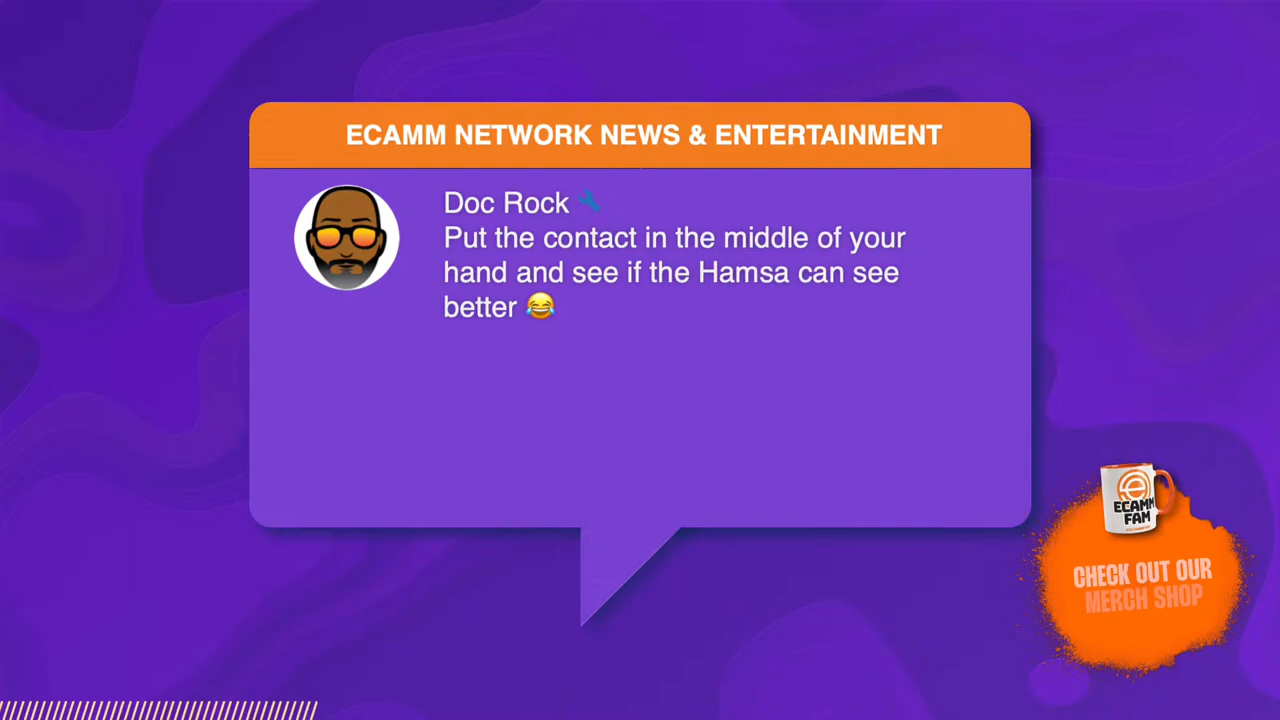 ECAMM NETWORK NEWS & ENTERTAINMENT
Doc Rock 🔧
Put the contact in the middle of your
hand and see if the Hamsa can see
better 😂
ECAMM
FAM
CHECK OUT OUR
MERCH SHOP